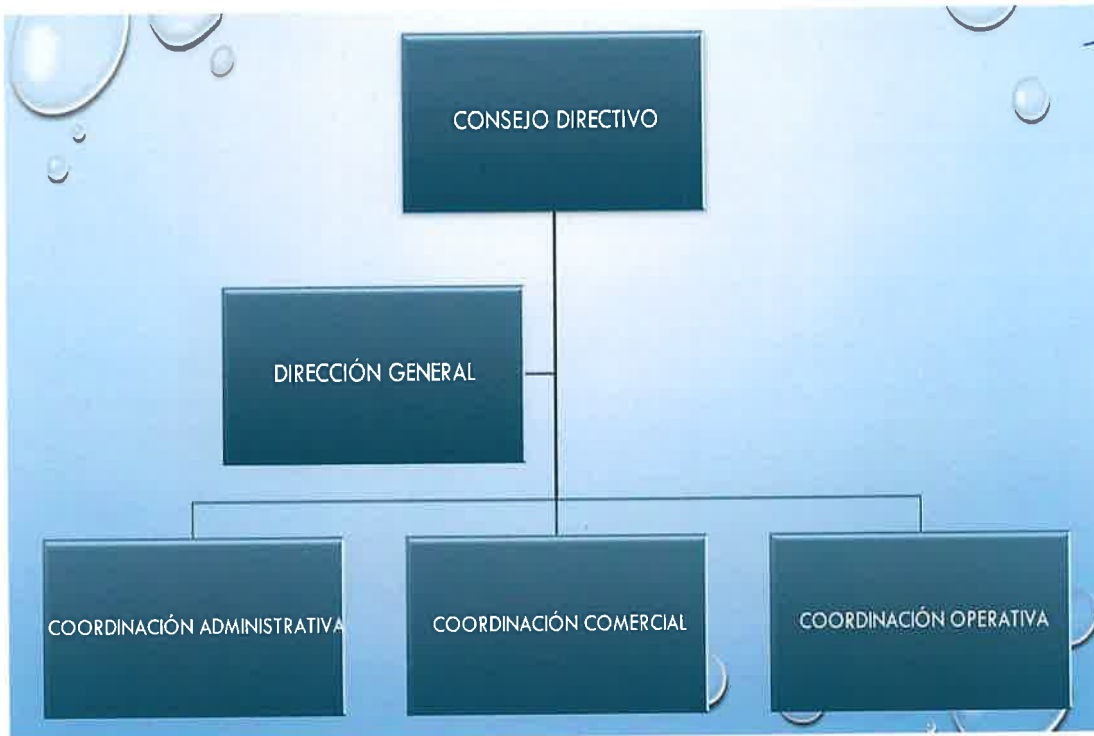 CONSEJO DIRECTIVO
DIRECCIÓN GENERAL
COORDINACIÓN ADMINISTRATIVA
COORDINACIÓN COMERCIAL
COORDINACIÓN OPERATIVA